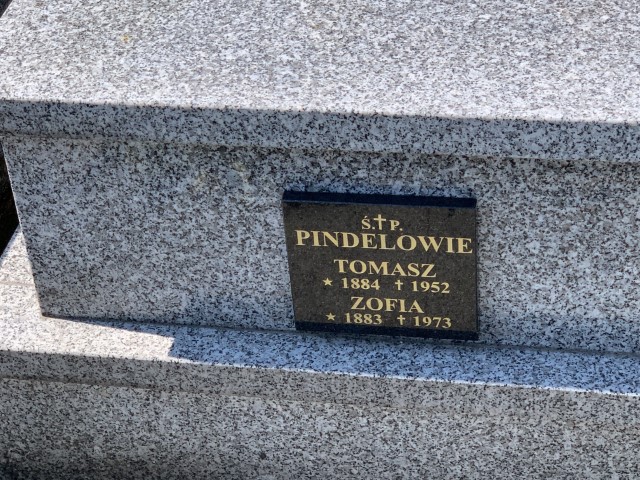 Ś.✝P.
PINDELOWIE
TOMASZ
★ 1884 ✝ 1952
ZOFIA
★ 1883 ✝ 1973